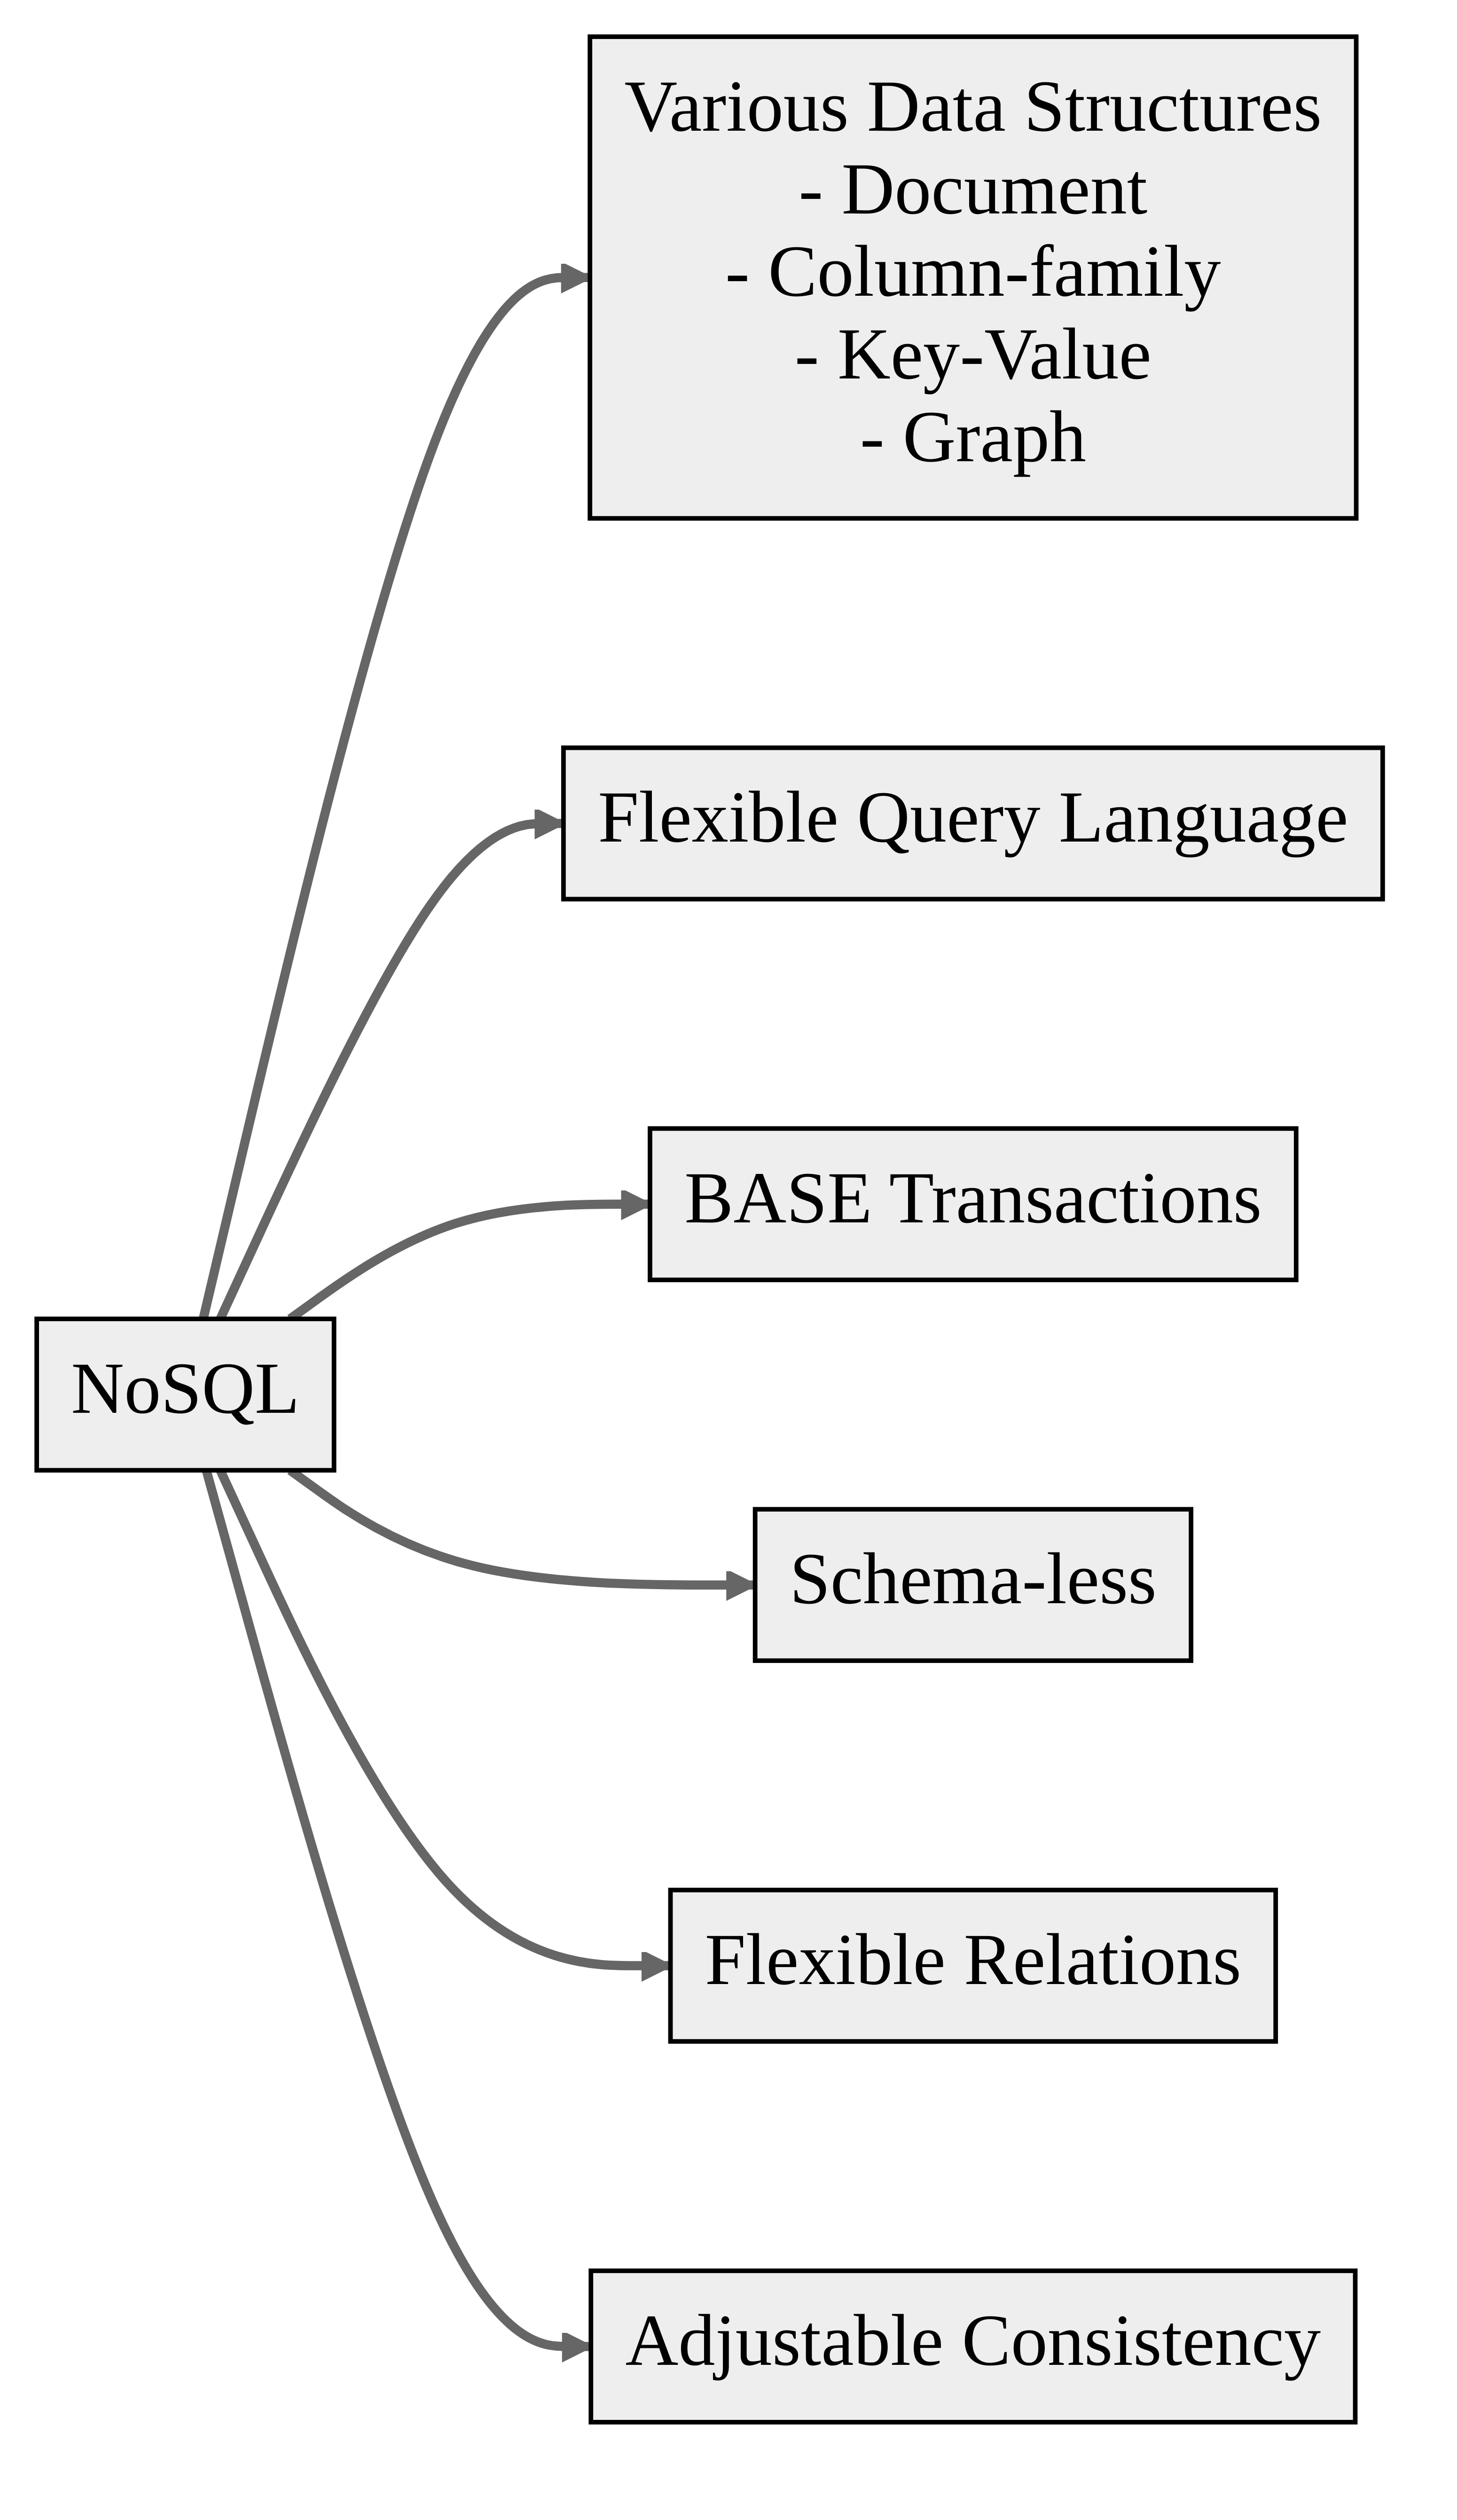 Various Data Structures
- Document
- Column-family
- Key-Value
- Graph
Flexible Query Language
BASE Transactions
NoSQL
Schema-less
Flexible Relations
Adjustable Consistency